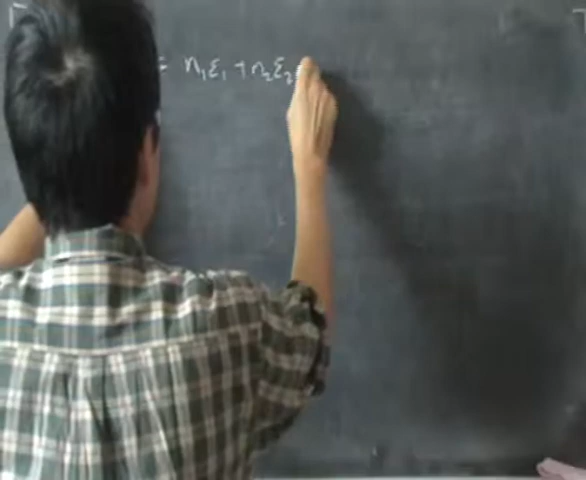 = n₁ε₁ + n₂ε₂